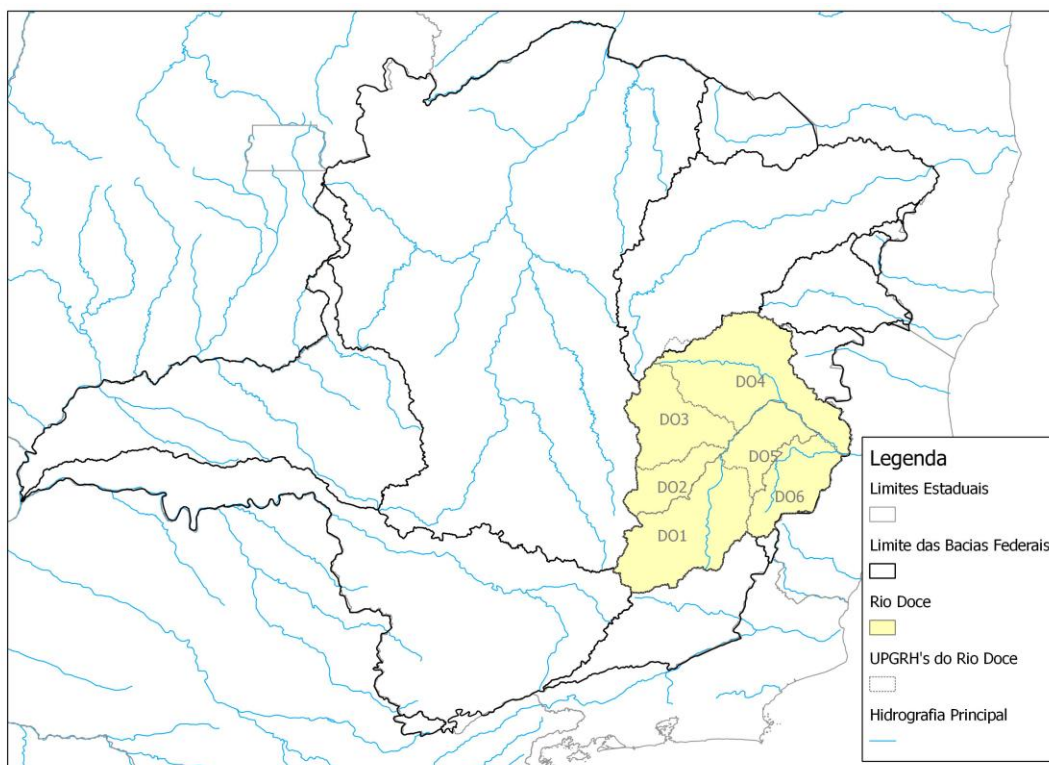 DO4
DO3
DO5
DO2
DO6
DO1
Legenda
Limites Estaduais
Limite das Bacias Federais
Rio Doce
UPGRH's do Rio Doce
Hidrografia Principal